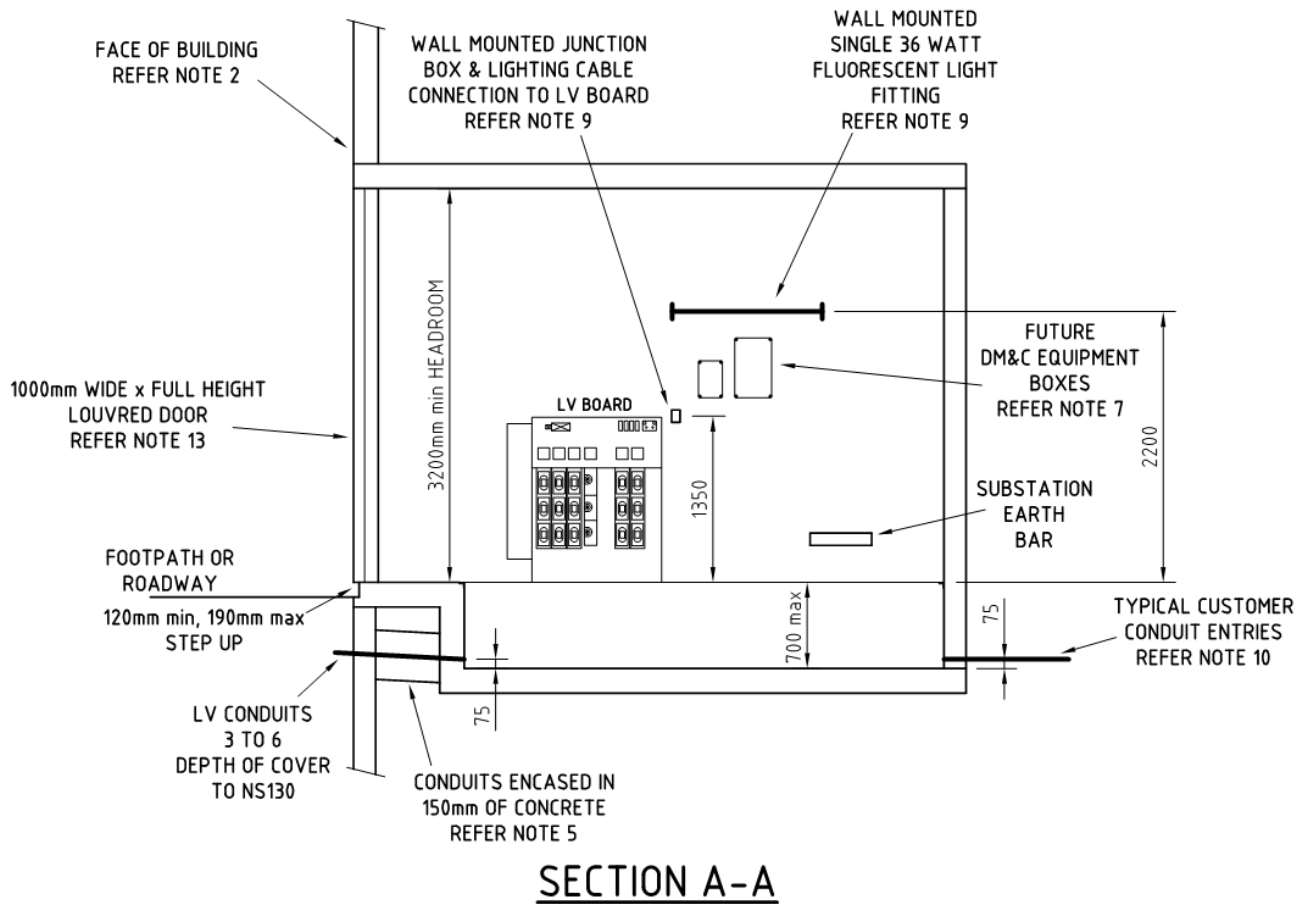 FACE OF BUILDING
REFER NOTE 2
WALL MOUNTED JUNCTION
BOX & LIGHTING CABLE
CONNECTION TO LV BOARD
REFER NOTE 9
WALL MOUNTED
SINGLE 36 WATT
FLUORESCENT LIGHT
FITTING
REFER NOTE 9
3200mm min HEADROOM
FUTURE
DM&C EQUIPMENT
BOXES
REFER NOTE 7
1000mm WIDE x FULL HEIGHT
LOUVRED DOOR
REFER NOTE 13
LV BOARD
1350
2200
SUBSTATION
EARTH
BAR
FOOTPATH OR
ROADWAY
120mm min, 190mm max
STEP UP
700 max
75
TYPICAL CUSTOMER
CONDUIT ENTRIES
REFER NOTE 10
LV CONDUITS
3 TO 6
DEPTH OF COVER
TO NS130
75
CONDUITS ENCASED IN
150mm OF CONCRETE
REFER NOTE 5
SECTION A-A